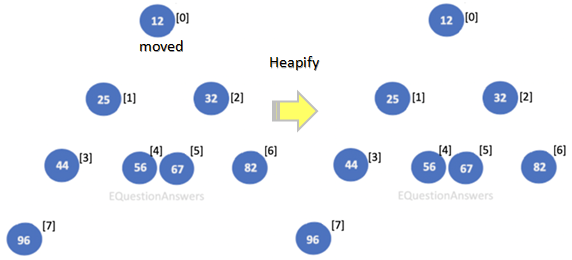 12 [0] 12 [0]
moved
Heapify
25 [1] 32 [2] 25 [1] 32 [2]
44 [3] 56 [4] 67 [5] 82 [6] 44 [3] 56 [4] 67 [5] 82 [6]
EQuestionAnswers EQuestionAnswers
96 [7] 96 [7]